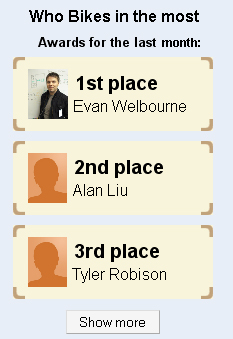 Who Bikes in the most
Awards for the last month:
1st place
Evan Welbourne
2nd place
Alan Liu
3rd place
Tyler Robison
Show more